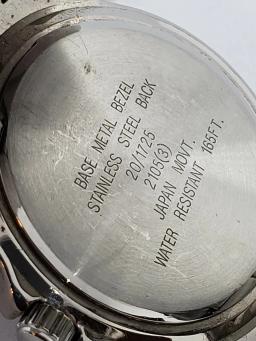 BASE METAL BEZEL
STAINLESS STEEL BACK
20/1725
2105(3)
JAPAN MOVT.
WATER RESISTANT 165FT.